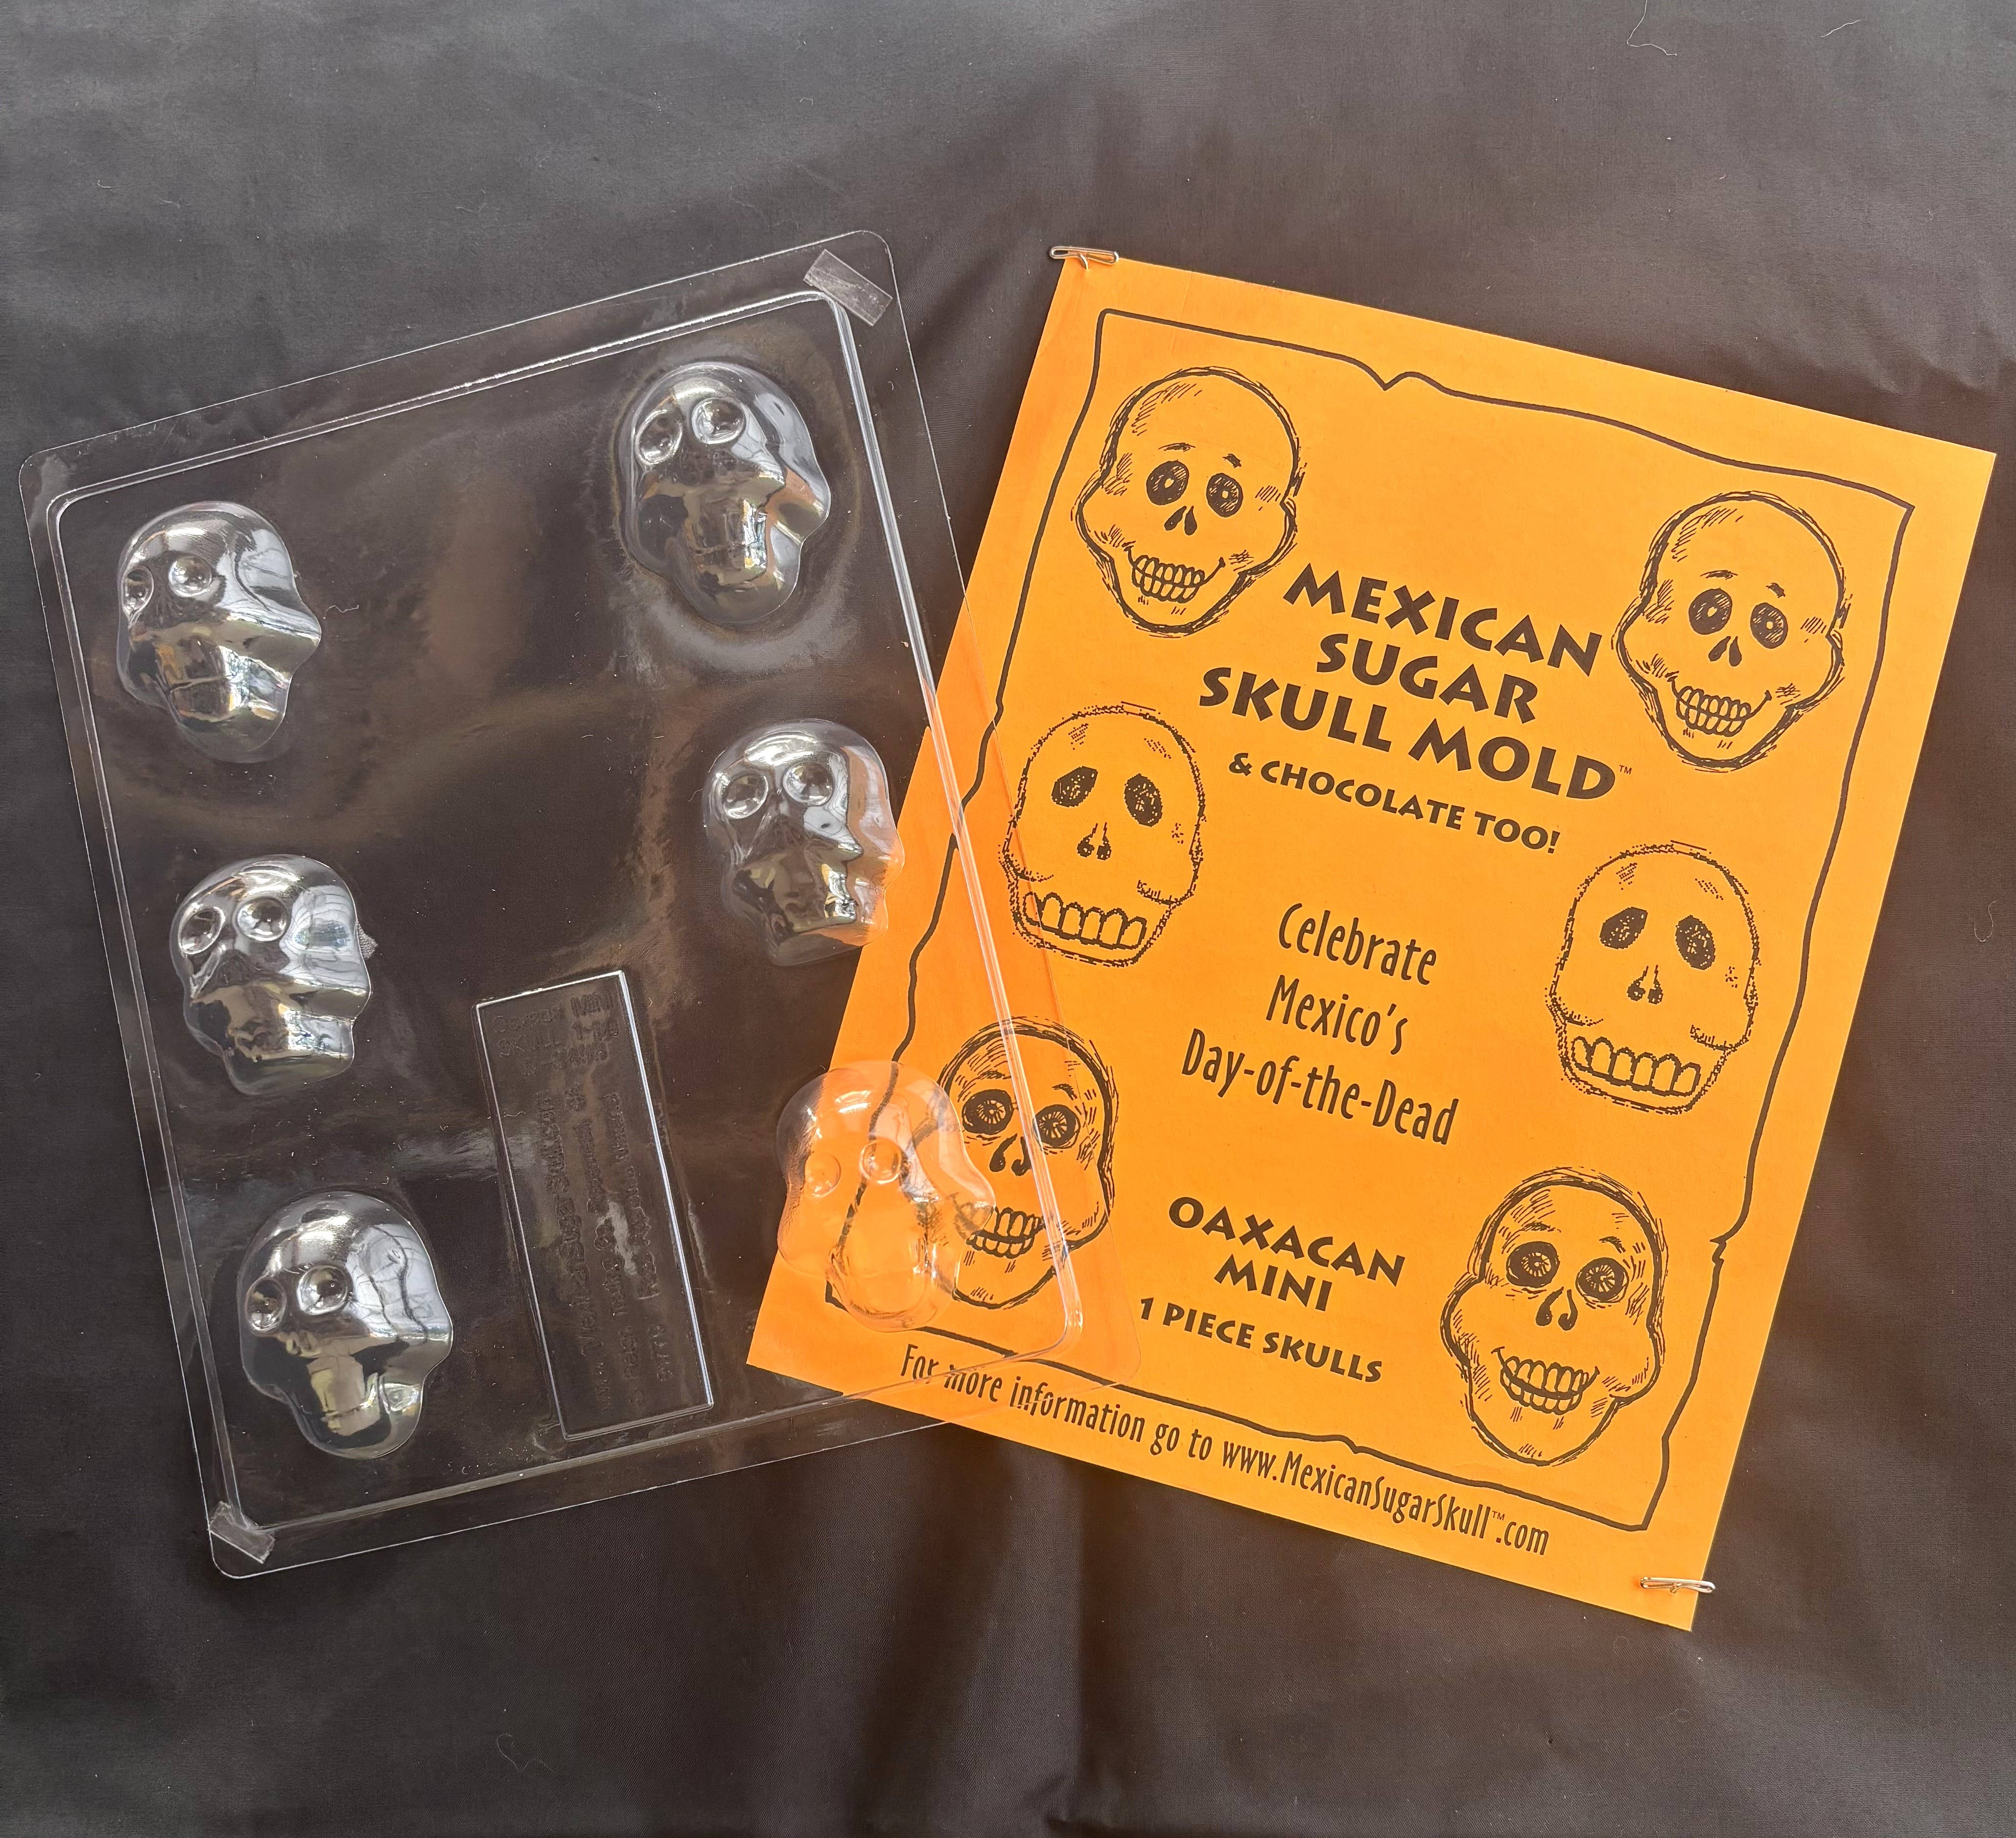 MEXICAN
SUGAR
SKULL MOLD™
& CHOCOLATE TOO!
Celebrate
Mexico's
Day-of-the-Dead
OAXACAN
MINI
1 PIECE SKULLS
For more information go to www.MexicanSugarSkull™.com